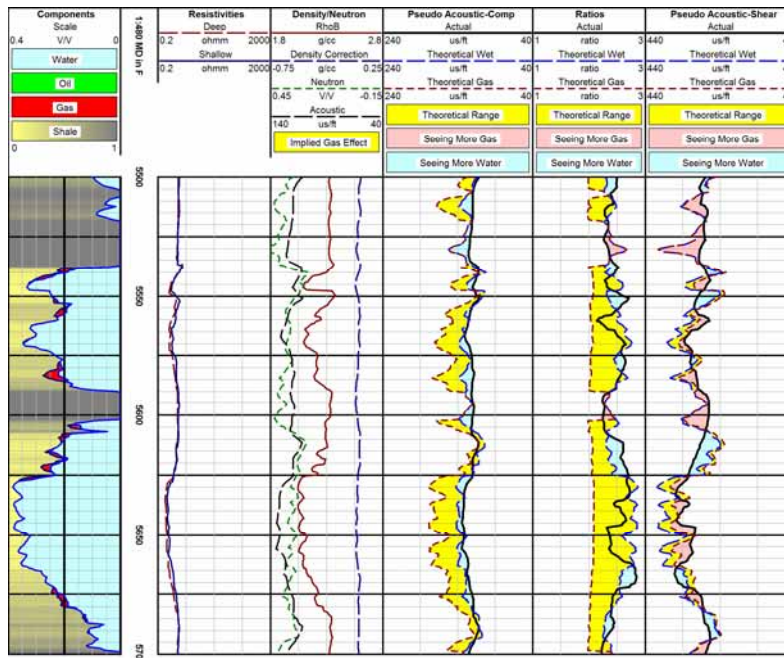 Components
Scale
0.4 V/V 0
Water
Oil
Gas
Shale
0 1
1:480 MD in F
Resistivities
Deep
0.2 ohmm 2000
Shallow
0.2 ohmm 2000
Density/Neutron
RhoB
1.8 g/cc 2.8
Density Correction
-0.75 g/cc 0.25
Neutron
0.45 V/V -0.15
Acoustic
140 us/ft 40
Implied Gas Effect
Pseudo Acoustic-Comp
Actual
240 us/ft 40
Theoretical Wet
240 us/ft 40
Theoretical Gas
240 us/ft 40
Theoretical Range
Seeing More Gas
Seeing More Water
Ratios
Actual
1 ratio 3
Theoretical Wet
1 ratio 3
Theoretical Gas
1 ratio 3
Theoretical Range
Seeing More Gas
Seeing More Water
Pseudo Acoustic-Shear
Actual
440 us/ft 40
Theoretical Wet
440 us/ft 40
Theoretical Gas
440 us/ft 40
Theoretical Range
Seeing More Gas
Seeing More Water
5500
5550
5600
5650
570